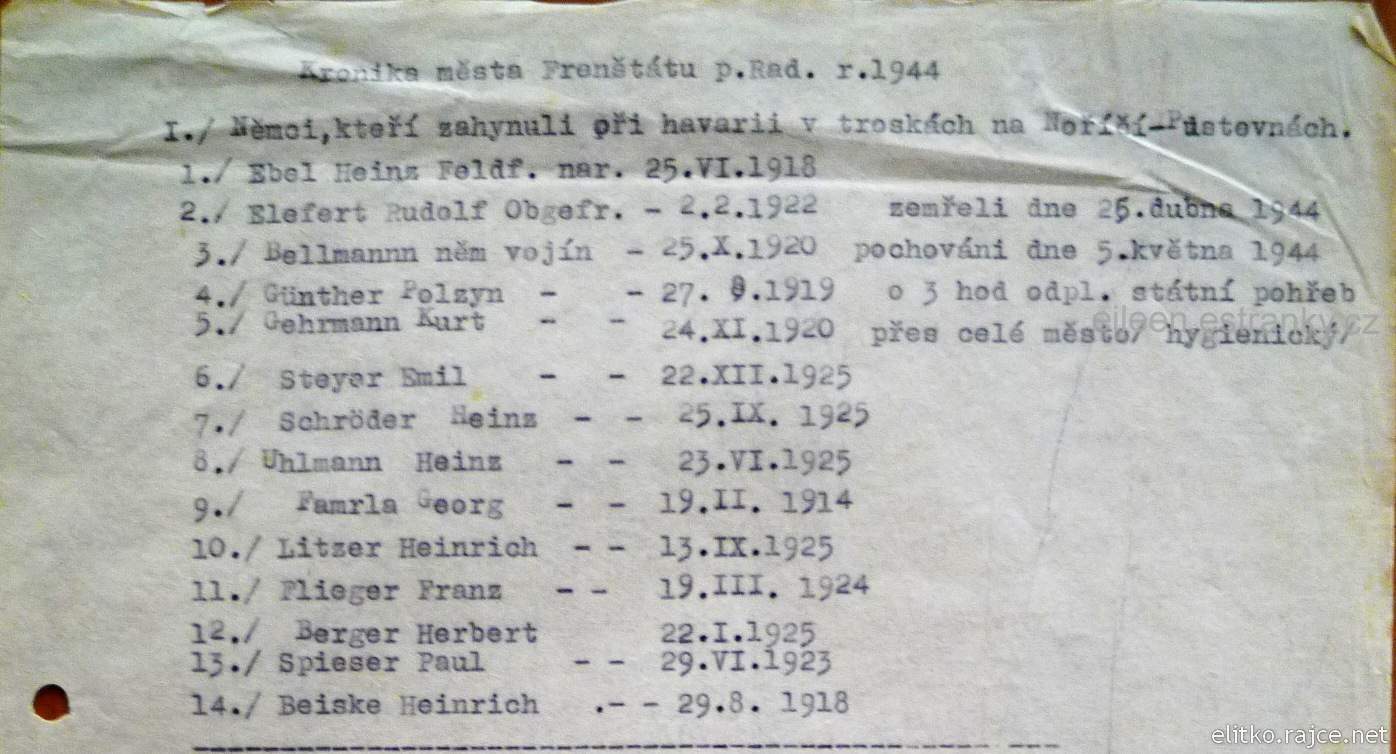 Kronika města Frenštátu p.Rad. r.1944
I./ Němci,kteří zahynuli při havarii v troskách na Noříčí-Pustevnách.
1./ Ebel Heinz Feldf. nar. 25.VI.1918
2./ Elefert Rudolf Obgefr. - 2.2.1922 zemřeli dne 25.dubna 1944
3./ Bellmannn něm vojín - 25.X.1920 pochováni dne 5.května 1944
4./ Günther Polzyn - - 27. 9.1919 o 3 hod odpl. státní pohřeb
5./ Gehrmann Kurt - - 24.XI.1920 přes celé město/ hygienický/
eileen.estranky.cz
6./ Steyer Emil - - 22.XII.1925
7./ Schröder Heinz - - 25.IX. 1925
8./ Uhlmann Heinz - - 23.VI.1925
9./ Famrla Georg - - 19.II. 1914
10./ Litzer Heinrich - - 13.IX.1925
11./ Flieger Franz - - 19.III. 1924
12./ Berger Herbert 22.I.1925
13./ Spieser Paul - - 29.VI.1923
14./ Beiske Heinrich .- - 29.8. 1918
elitko.rajce.net